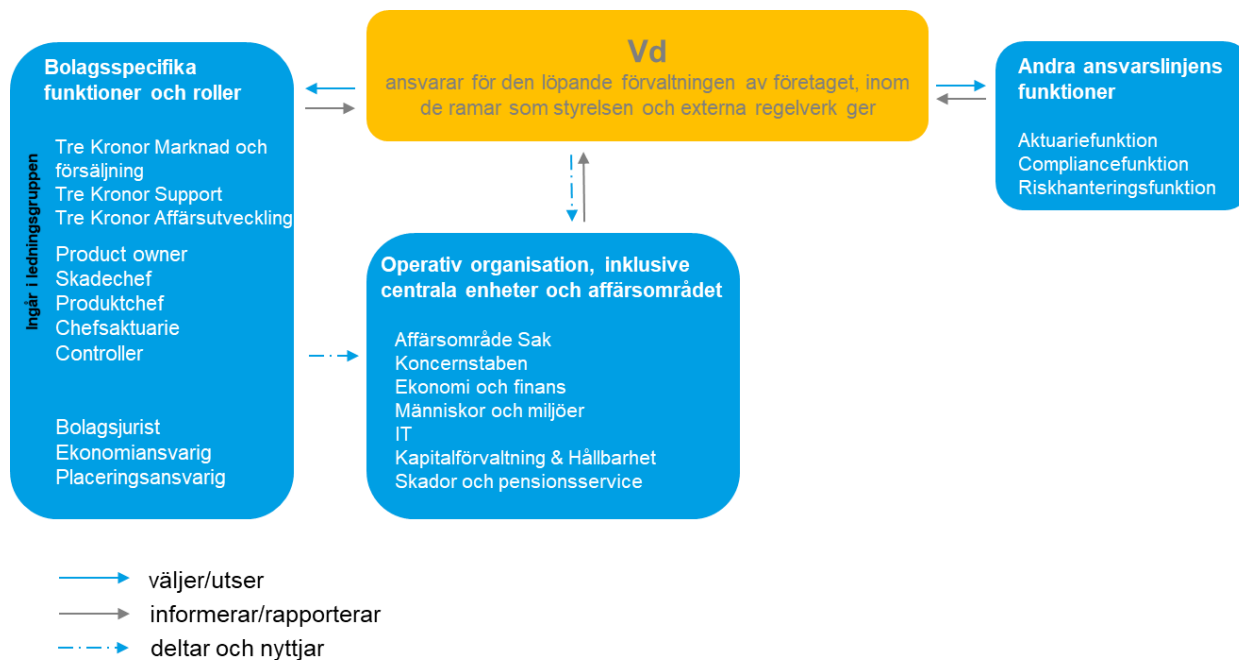 Vd
ansvarar för den löpande förvaltningen av företaget, inom
de ramar som styrelsen och externa regelverk ger
Bolagsspecifika
funktioner och roller
Ingår i ledningsgruppen
Tre Kronor Marknad och
försäljning
Tre Kronor Support
Tre Kronor Affärsutveckling
Product owner
Skadechef
Produktchef
Chefsaktuarie
Controller
Bolagsjurist
Ekonomiansvarig
Placeringsansvarig
Andra ansvarslinjens
funktioner
Aktuariefunktion
Compliancefunktion
Riskhanteringsfunktion
Operativ organisation, inklusive
centrala enheter och affärsområdet
Affärsområde Sak
Koncernstaben
Ekonomi och finans
Människor och miljöer
IT
Kapitalförvaltning & Hållbarhet
Skador och pensionsservice
väljer/utser
informerar/rapporterar
deltar och nyttjar